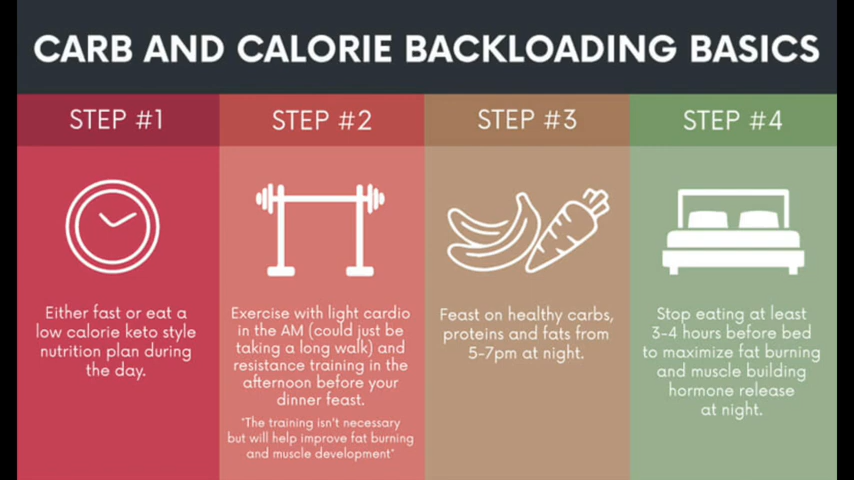 CARB AND CALORIE BACKLOADING BASICS
STEP #1
Either fast or eat a
low calorie keto style
nutrition plan during
the day.
STEP #2
Exercise with light cardio
in the AM (could just be
taking a long walk) and
resistance training in the
afternoon before your
dinner feast.
"The training isn't necessary
but will help improve fat burning
and muscle development"
STEP #3
Feast on healthy carbs,
proteins and fats from
5-7pm at night.
STEP #4
Stop eating at least
3-4 hours before bed
to maximize fat burning
and muscle building
hormone release
at night.